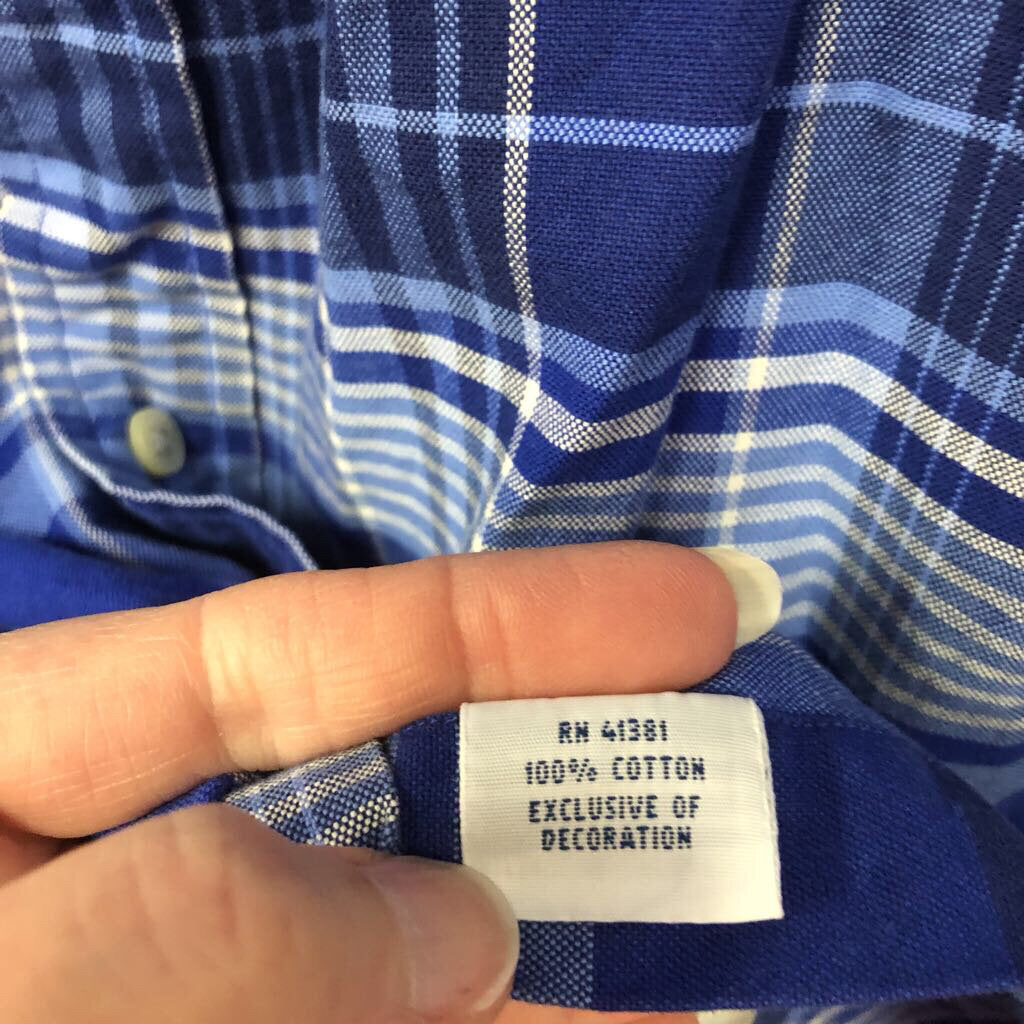 RN 41381
100% COTTON
EXCLUSIVE OF
DECORATION